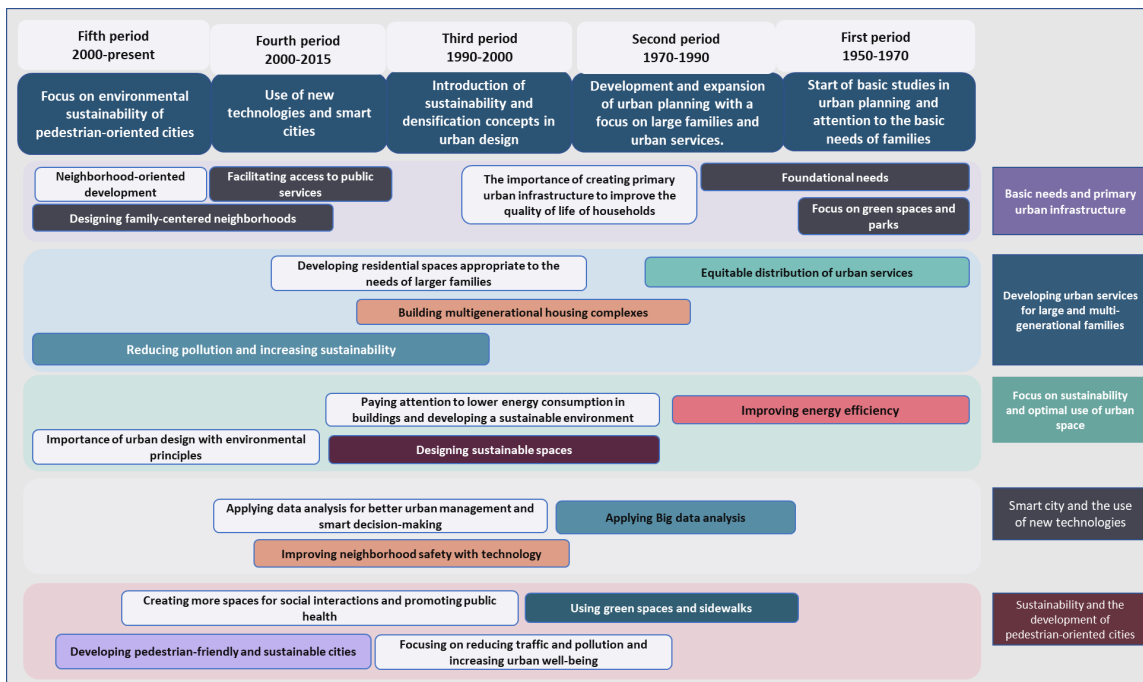 Fifth period
2000-present
Fourth period
2000-2015
Third period
1990-2000
Second period
1970-1990
First period
1950-1970
Focus on environmental
sustainability of
pedestrian-oriented cities
Use of new
technologies and smart
cities
Introduction of
sustainability and
densification concepts in
urban design
Development and expansion
of urban planning with a
focus on large families and
urban services.
Start of basic studies in
urban planning and
attention to the basic
needs of families
Neighborhood-oriented
development
Facilitating access to public
services
Designing family-centered neighborhoods
The importance of creating primary
urban infrastructure to improve the
quality of life of households
Foundational needs
Focus on green spaces and
parks
Basic needs and primary
urban infrastructure
Developing residential spaces appropriate to the
needs of larger families
Equitable distribution of urban services
Building multigenerational housing complexes
Reducing pollution and increasing sustainability
Developing urban services
for large and multi-
generational families
Paying attention to lower energy consumption in
buildings and developing a sustainable environment
Improving energy efficiency
Importance of urban design with environmental
principles
Designing sustainable spaces
Focus on sustainability
and optimal use of urban
space
Applying data analysis for better urban management and
smart decision-making
Applying Big data analysis
Improving neighborhood safety with technology
Smart city and the use
of new technologies
Creating more spaces for social interactions and promoting public
health
Using green spaces and sidewalks
Developing pedestrian-friendly and sustainable cities
Focusing on reducing traffic and pollution and
increasing urban well-being
Sustainability and the
development of
pedestrian-oriented cities